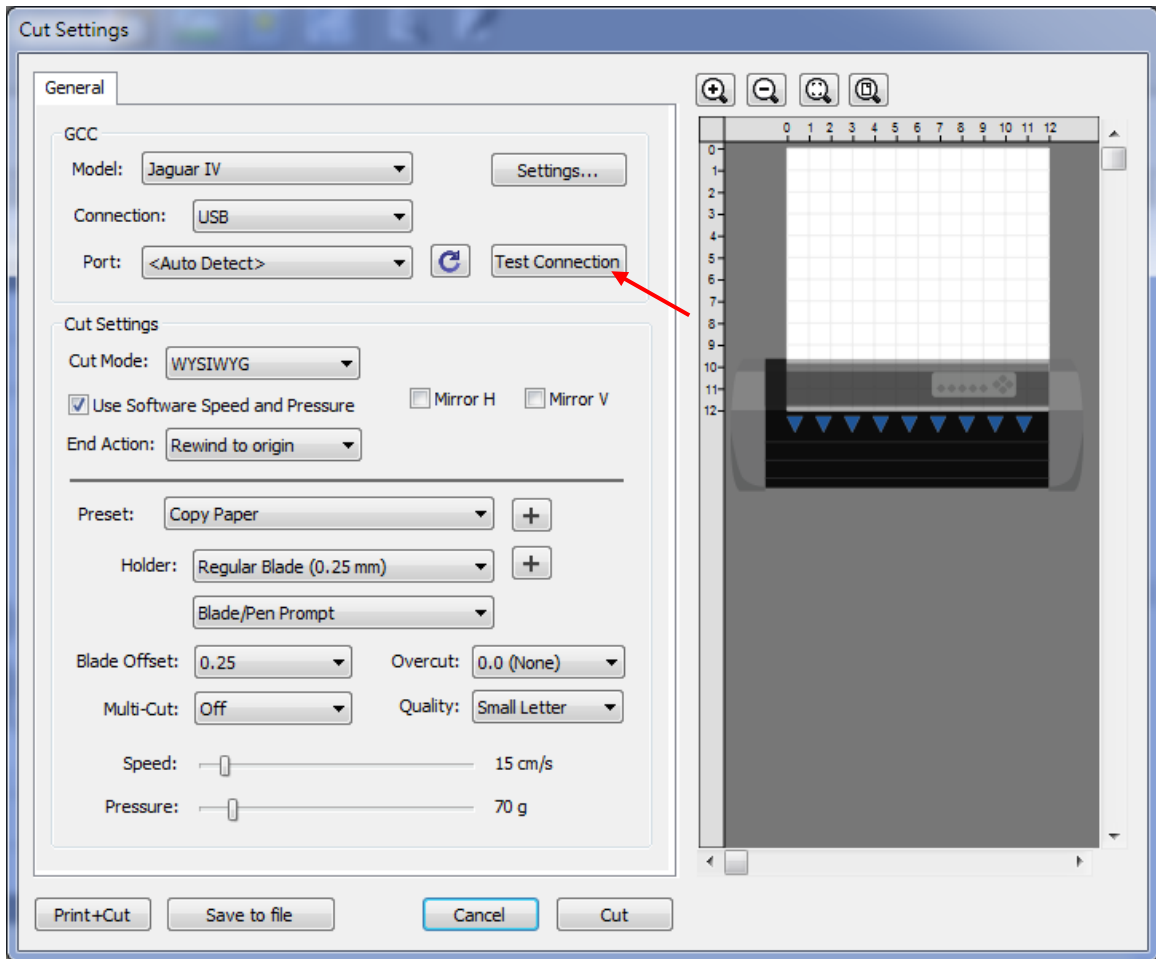 Cut Settings
General
GCC
Model: Jaguar IV Settings...
Connection: USB
Port: <Auto Detect> Test Connection
Cut Settings
Cut Mode: WYSIWYG
Use Software Speed and Pressure Mirror H Mirror V
End Action: Rewind to origin
Preset: Copy Paper +
Holder: Regular Blade (0.25 mm) +
Blade/Pen Prompt
Blade Offset: 0.25 Overcut: 0.0 (None)
Multi-Cut: Off Quality: Small Letter
Speed: 15 cm/s
Pressure: 70 g
Print+Cut Save to file Cancel Cut
0 1 2 3 4 5 6 7 8 9 10 11 12
0
1
2
3
4
5
6
7
8
9
10
11
12